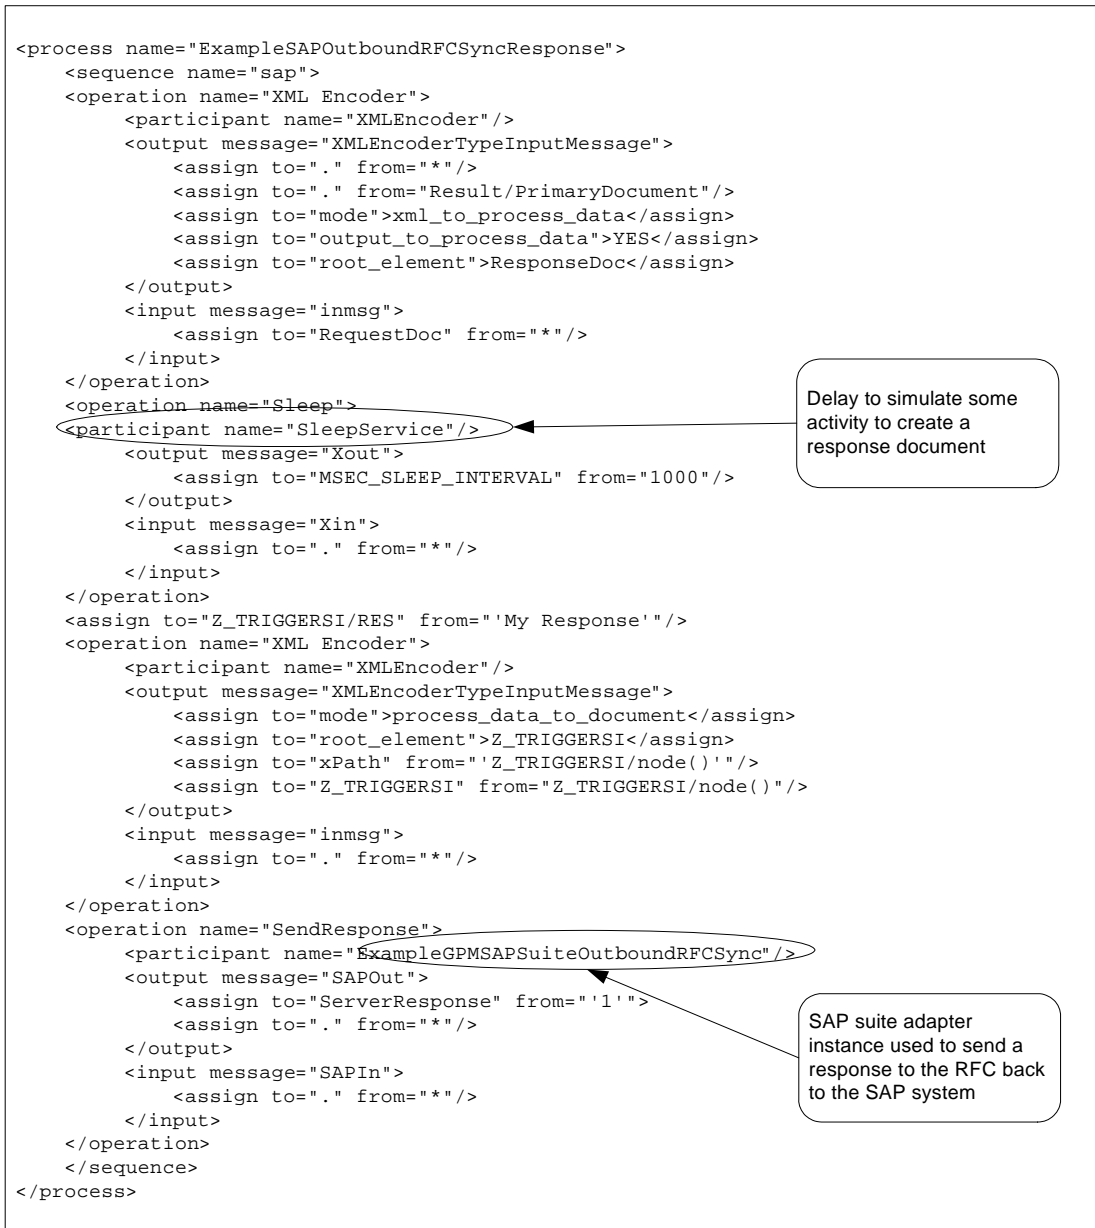 <process name="ExampleSAPOutboundRFCSyncResponse">
<sequence name="sap">
<operation name="XML Encoder">
<participant name="XMLEncoder"/>
<output message="XMLEncoderTypeInputMessage">
<assign to="." from="*"/>
<assign to="." from="Result/PrimaryDocument"/>
<assign to="mode">xml_to_process_data</assign>
<assign to="output_to_process_data">YES</assign>
<assign to="root_element">ResponseDoc</assign>
</output>
<input message="inmsg">
<assign to="RequestDoc" from="*"/>
</input>
</operation>
<operation name="Sleep">
<participant name="SleepService"/>
<output message="Xout">
<assign to="MSEC_SLEEP_INTERVAL" from="1000"/>
</output>
<input message="Xin">
<assign to="." from="*"/>
</input>
</operation>
<assign to="Z_TRIGGERSI/RES" from="'My Response'"/>
<operation name="XML Encoder">
<participant name="XMLEncoder"/>
<output message="XMLEncoderTypeInputMessage">
<assign to="mode">process_data_to_document</assign>
<assign to="root_element">Z_TRIGGERSI</assign>
<assign to="xPath" from="'Z_TRIGGERSI/node()'"/>
<assign to="Z_TRIGGERSI" from="Z_TRIGGERSI/node()"/>
</output>
<input message="inmsg">
<assign to="." from="*"/>
</input>
</operation>
<operation name="SendResponse">
<participant name="ExampleGPMSAPSuiteOutboundRFCSync"/>
<output message="SAPOut">
<assign to="ServerResponse" from="'1'">
<assign to="." from="*"/>
</output>
<input message="SAPIn">
<assign to="." from="*"/>
</input>
</operation>
</sequence>
</process>
Delay to simulate some
activity to create a
response document
SAP suite adapter
instance used to send a
response to the RFC back
to the SAP system